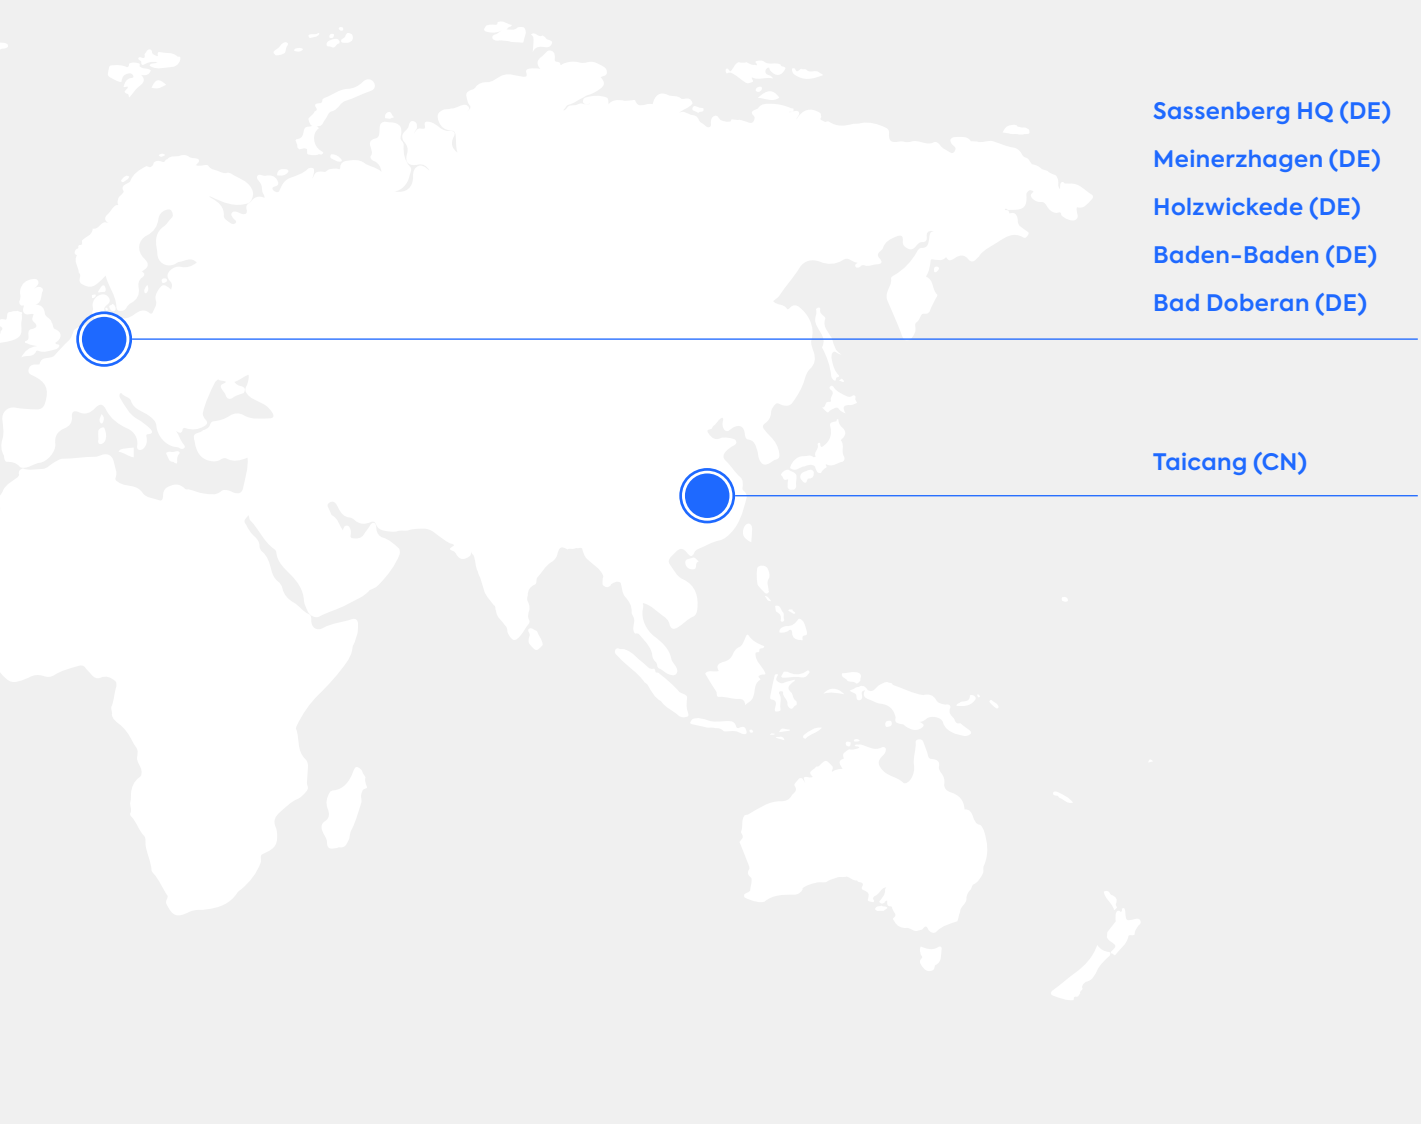 Sassenberg HQ (DE)
Meinerzhagen (DE)
Holzwickede (DE)
Baden-Baden (DE)
Bad Doberan (DE)
Taicang (CN)